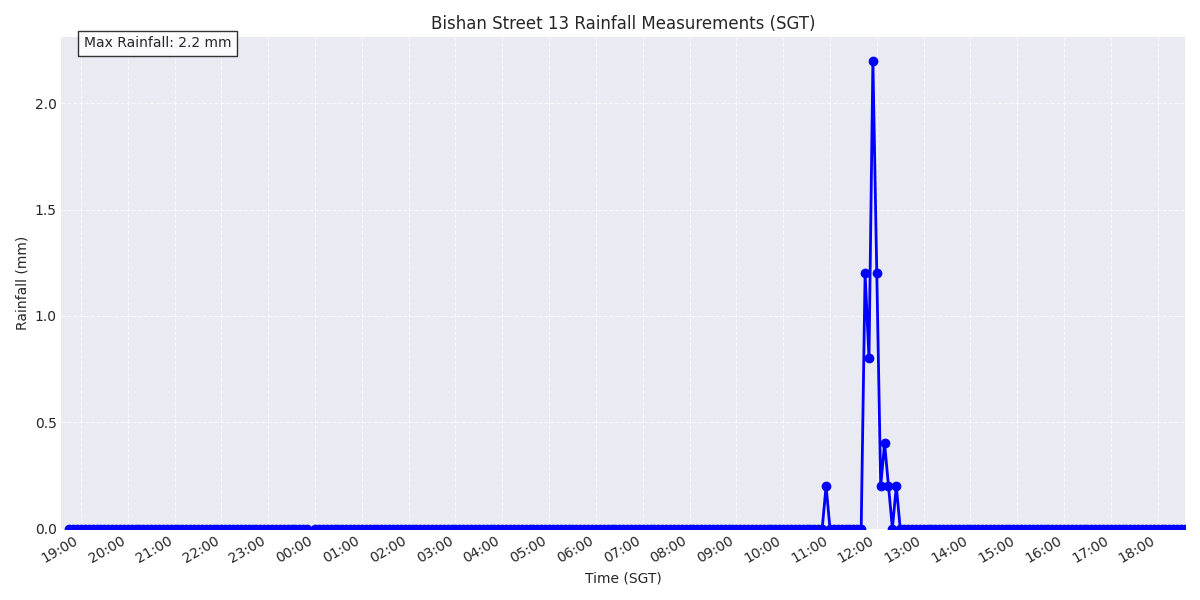 Bishan Street 13 Rainfall Measurements (SGT)
Max Rainfall: 2.2 mm
2.0
1.5
1.0
0.5
0.0
Rainfall (mm)
19:00 20:00 21:00 22:00 23:00 00:00 01:00 02:00 03:00 04:00 05:00 06:00 07:00 08:00 09:00 10:00 11:00 12:00 13:00 14:00 15:00 16:00 17:00 18:00
Time (SGT)